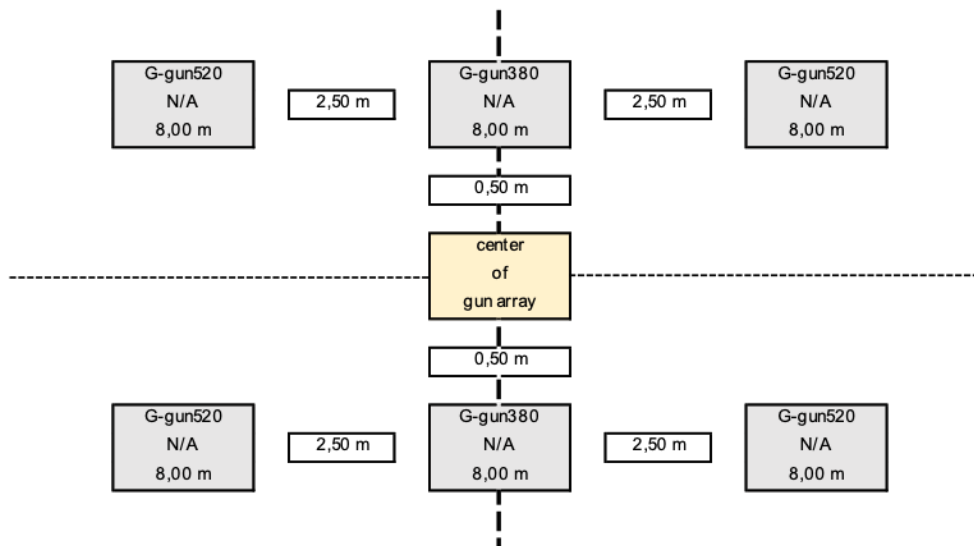 G-gun520
N/A
8,00 m
2,50 m
G-gun380
N/A
8,00 m
2,50 m
G-gun520
N/A
8,00 m
0,50 m
center
of
gun array
0,50 m
G-gun520
N/A
8,00 m
2,50 m
G-gun380
N/A
8,00 m
2,50 m
G-gun520
N/A
8,00 m